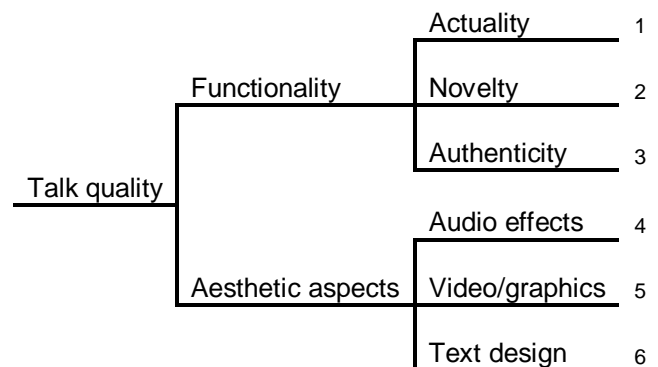 Actuality 1
Functionality Novelty 2
Authenticity 3
Talk quality
Audio effects 4
Aesthetic aspects Video/graphics 5
Text design 6